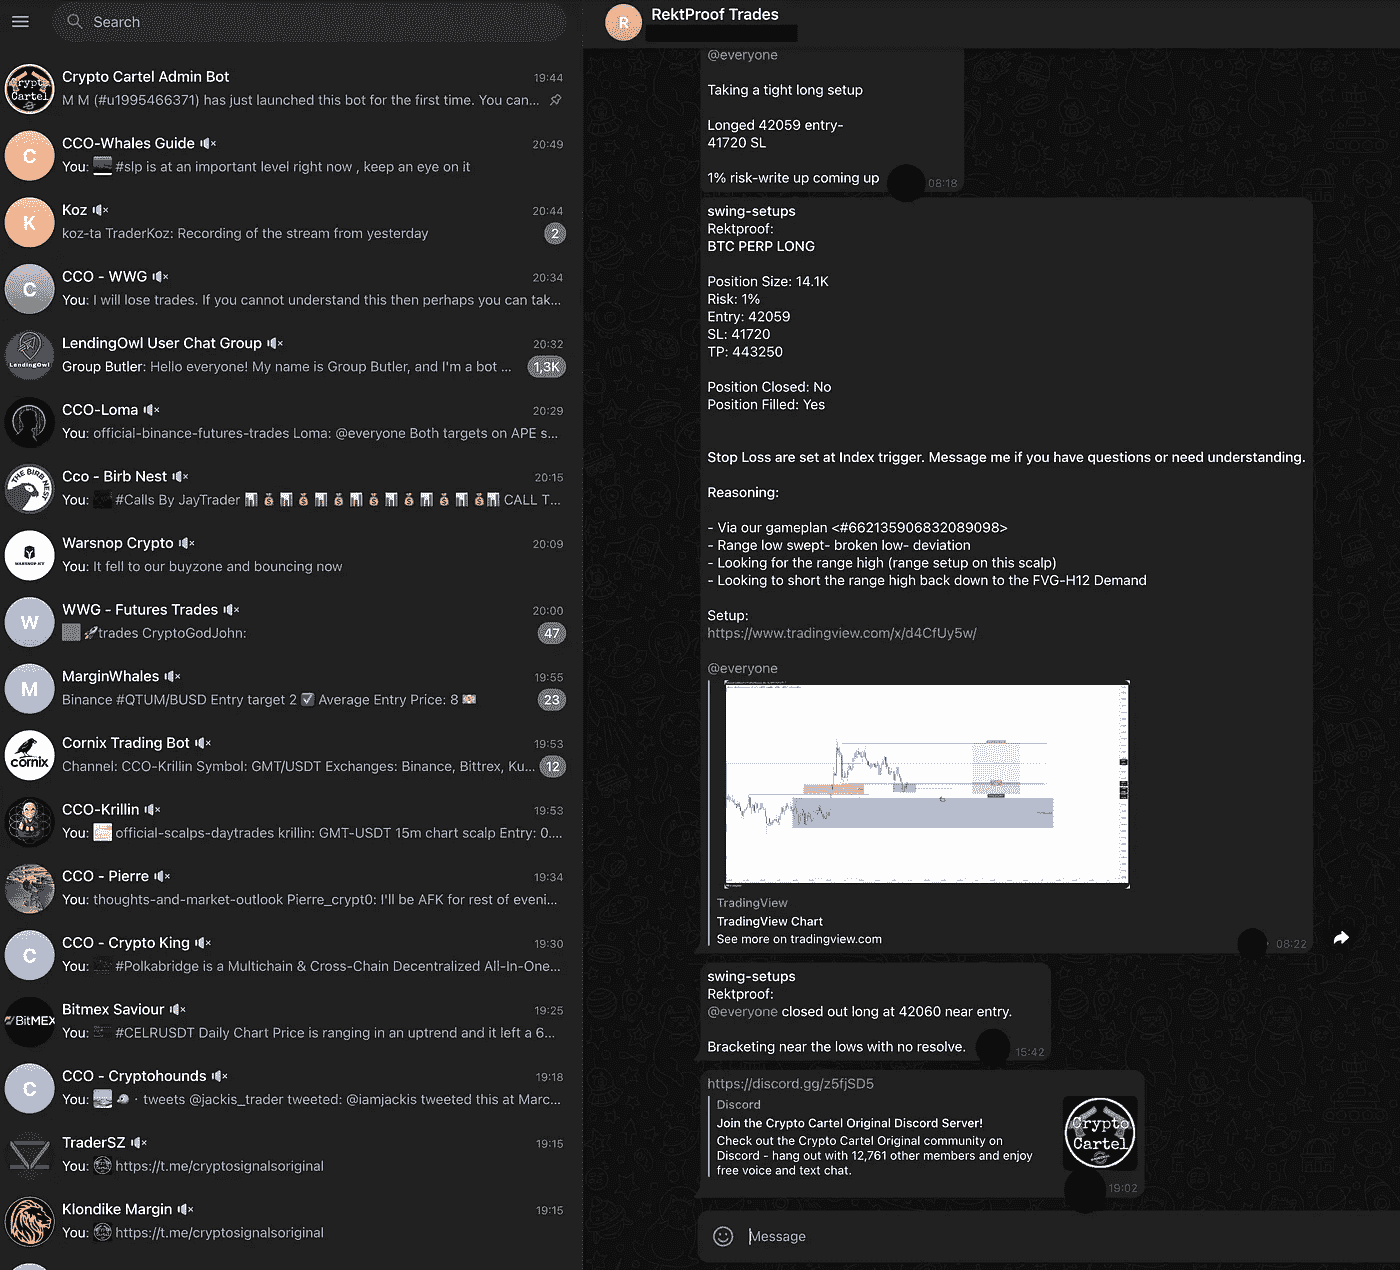 Search
Crypto Cartel Admin Bot
19:44
M M (#u1995466371) has just launched this bot for the first time. You can...
CCO-Whales Guide
20:49
You: #slp is at an important level right now , keep an eye on it
Koz
20:44
koz-ta TraderKoz: Recording of the stream from yesterday
2
CCO - WWG
20:34
You: I will lose trades. If you cannot understand this then perhaps you can tak...
LendingOwl User Chat Group
20:32
Group Butler: Hello everyone! My name is Group Butler, and I'm a bot ...
1,3K
CCO-Loma
20:29
You: official-binance-futures-trades Loma: @everyone Both targets on APE s...
Cco - Birb Nest
20:15
You: #Calls By JayTrader 📊 💰 📊 💰 📊 💰 📊 💰 📊 💰 📊 💰📊 CALL T...
Warsnop Crypto
20:09
You: It fell to our buyzone and bouncing now
WWG - Futures Trades
20:00
🚀trades CryptoGodJohn:
47
MarginWhales
19:55
Binance #QTUM/BUSD Entry target 2 ☑ Average Entry Price: 8 💴
23
Cornix Trading Bot
19:53
Channel: CCO-Krillin Symbol: GMT/USDT Exchanges: Binance, Bittrex, Ku...
12
CCO-Krillin
19:53
You: official-scalps-daytrades krillin: GMT-USDT 15m chart scalp Entry: 0....
CCO - Pierre
19:34
You: thoughts-and-market-outlook Pierre_crypt0: I'll be AFK for rest of eveni...
CCO - Crypto King
19:30
You: #Polkabridge is a Multichain & Cross-Chain Decentralized All-In-One...
Bitmex Saviour
19:25
You: #CELRUSDT Daily Chart Price is ranging in an uptrend and it left a 6...
CCO - Cryptohounds
19:18
You: · tweets @jackis_trader tweeted: @iamjackis tweeted this at Marc...
TraderSZ
19:15
You: https://t.me/cryptosignalsoriginal
Klondike Margin
19:15
You: https://t.me/cryptosignalsoriginal
Crypto
Cartel
C
K
C
LendingOwl
THE BIRB NEST
WARSNOP
W
M
cornix
C
BitMEX
C
R
RektProof Trades
@everyone
Taking a tight long setup
Longed 42059 entry-
41720 SL
1% risk-write up coming up
08:18
swing-setups
Rektproof:
BTC PERP LONG
Position Size: 14.1K
Risk: 1%
Entry: 42059
SL: 41720
TP: 443250
Position Closed: No
Position Filled: Yes
Stop Loss are set at Index trigger. Message me if you have questions or need understanding.
Reasoning:
- Via our gameplan <#662135906832089098>
- Range low swept- broken low- deviation
- Looking for the range high (range setup on this scalp)
- Looking to short the range high back down to the FVG-H12 Demand
Setup:
https://www.tradingview.com/x/d4CfUy5w/
@everyone
TradingView
TradingView Chart
See more on tradingview.com
08:22
swing-setups
Rektproof:
@everyone closed out long at 42060 near entry.
Bracketing near the lows with no resolve.
15:42
https://discord.gg/z5fjSD5
Discord
Join the Crypto Cartel Original Discord Server!
Check out the Crypto Cartel Original community on
Discord - hang out with 12,761 other members and enjoy
free voice and text chat.
Crypto
Cartel
19:02
Message